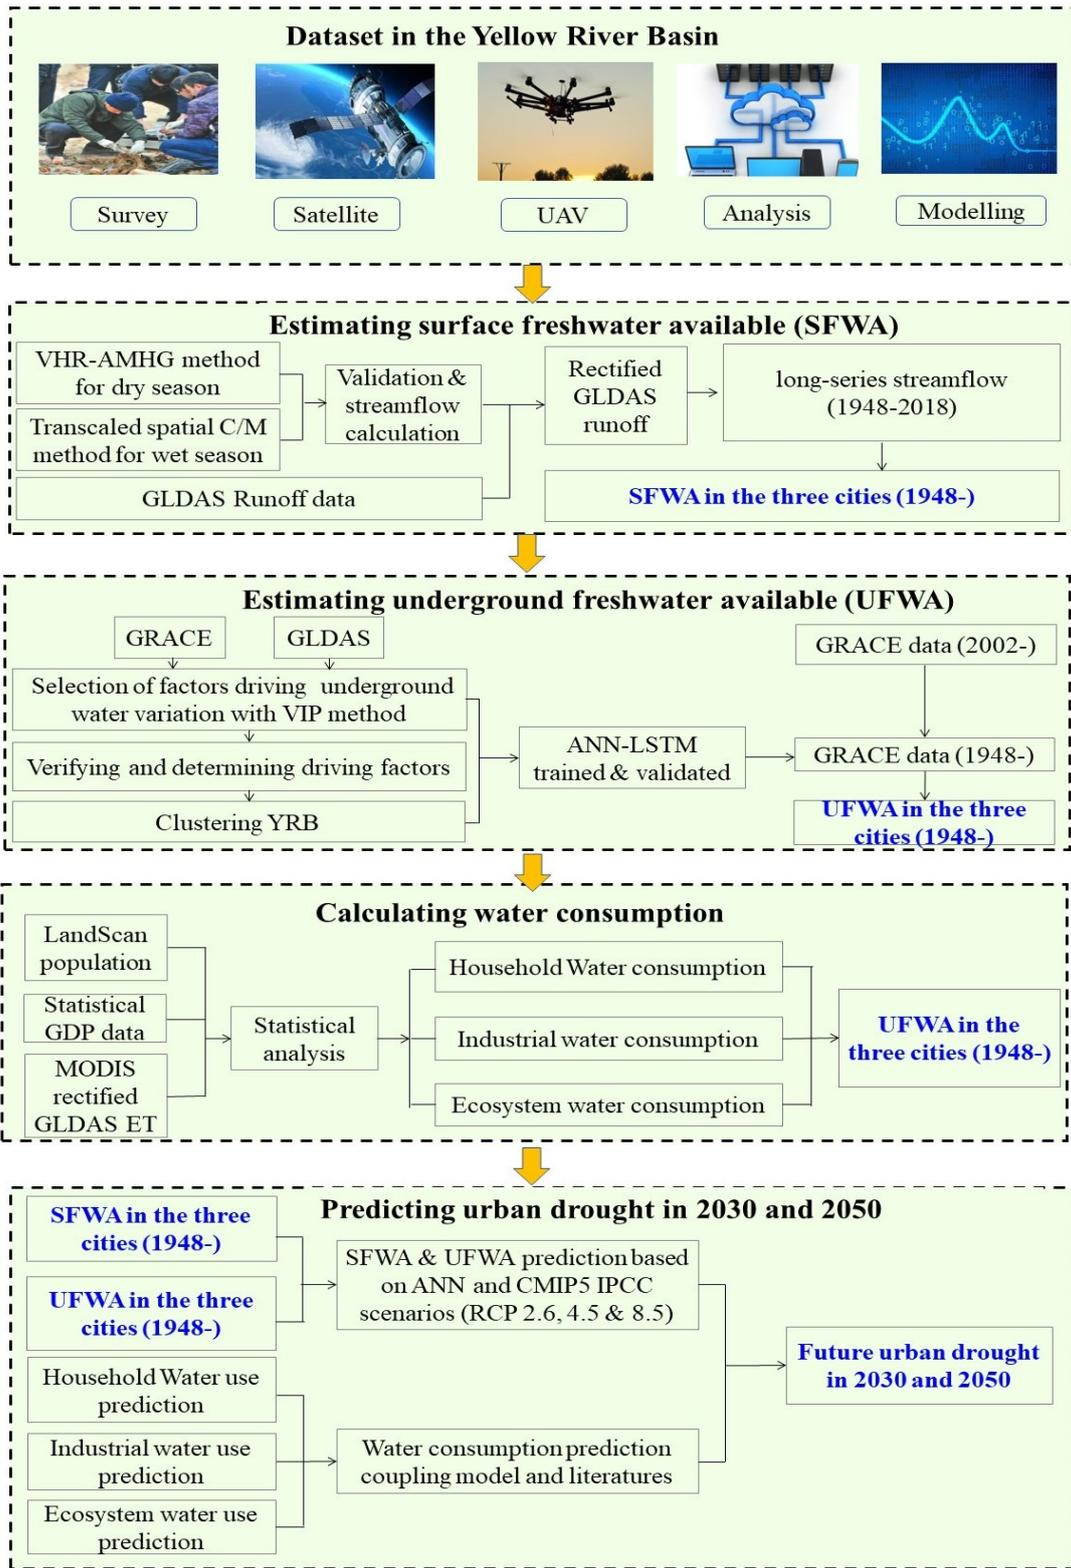 Dataset in the Yellow River Basin
Survey
Satellite
UAV
Analysis
Modelling
Estimating surface freshwater available (SFWA)
VHR-AMHG method
for dry season
Transcaled spatial C/M
method for wet season
GLDAS Runoff data
Validation &
streamflow
calculation
Rectified
GLDAS
runoff
long-series streamflow
(1948-2018)
SFWA in the three cities (1948-)
Estimating underground freshwater available (UFWA)
GRACE
GLDAS
Selection of factors driving underground
water variation with VIP method
Verifying and determining driving factors
Clustering YRB
ANN-LSTM
trained & validated
GRACE data (2002-)
GRACE data (1948-)
UFWA in the three
cities (1948-)
Calculating water consumption
LandScan
population
Statistical
GDP data
MODIS
rectified
GLDAS ET
Statistical
analysis
Household Water consumption
Industrial water consumption
Ecosystem water consumption
UFWA in the
three cities (1948-)
Predicting urban drought in 2030 and 2050
SFWA in the three
cities (1948-)
UFWA in the three
cities (1948-)
Household Water use
prediction
Industrial water use
prediction
Ecosystem water use
prediction
SFWA & UFWA prediction based
on ANN and CMIP5 IPCC
scenarios (RCP 2.6, 4.5 & 8.5)
Water consumption prediction
coupling model and literatures
Future urban drought
in 2030 and 2050